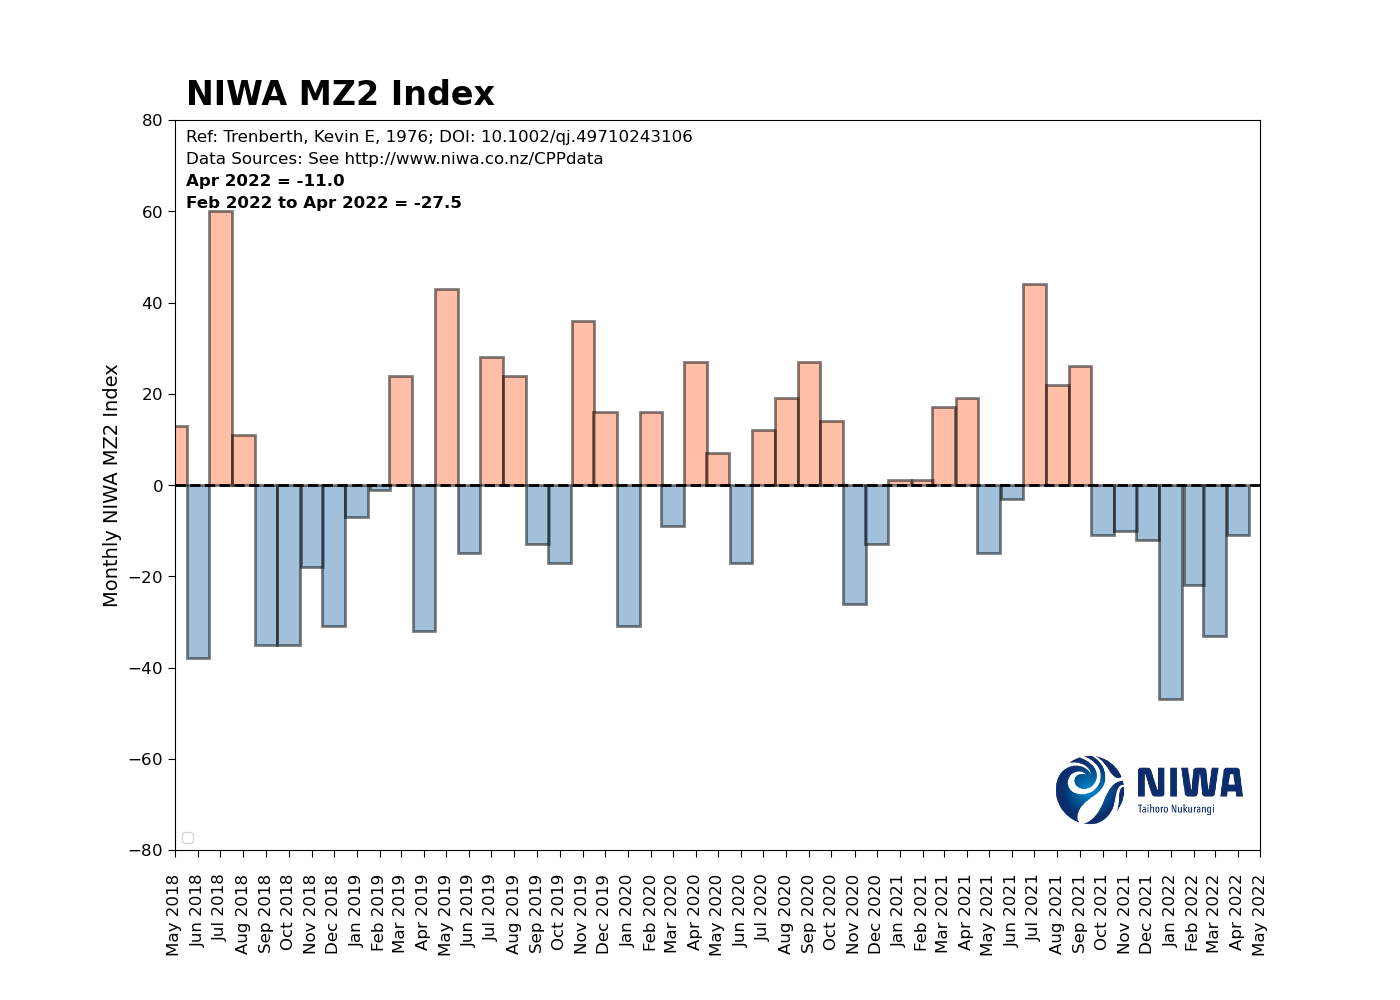 NIWA MZ2 Index
Ref: Trenberth, Kevin E, 1976; DOI: 10.1002/qj.49710243106
Data Sources: See http://www.niwa.co.nz/CPPdata
Apr 2022 = -11.0
Feb 2022 to Apr 2022 = -27.5
Monthly NIWA MZ2 Index
80
60
40
20
0
−20
−40
−60
−80
NIWA
Taihoro Nukurangi
May 2018
Jun 2018
Jul 2018
Aug 2018
Sep 2018
Oct 2018
Nov 2018
Dec 2018
Jan 2019
Feb 2019
Mar 2019
Apr 2019
May 2019
Jun 2019
Jul 2019
Aug 2019
Sep 2019
Oct 2019
Nov 2019
Dec 2019
Jan 2020
Feb 2020
Mar 2020
Apr 2020
May 2020
Jun 2020
Jul 2020
Aug 2020
Sep 2020
Oct 2020
Nov 2020
Dec 2020
Jan 2021
Feb 2021
Mar 2021
Apr 2021
May 2021
Jun 2021
Jul 2021
Aug 2021
Sep 2021
Oct 2021
Nov 2021
Dec 2021
Jan 2022
Feb 2022
Mar 2022
Apr 2022
May 2022